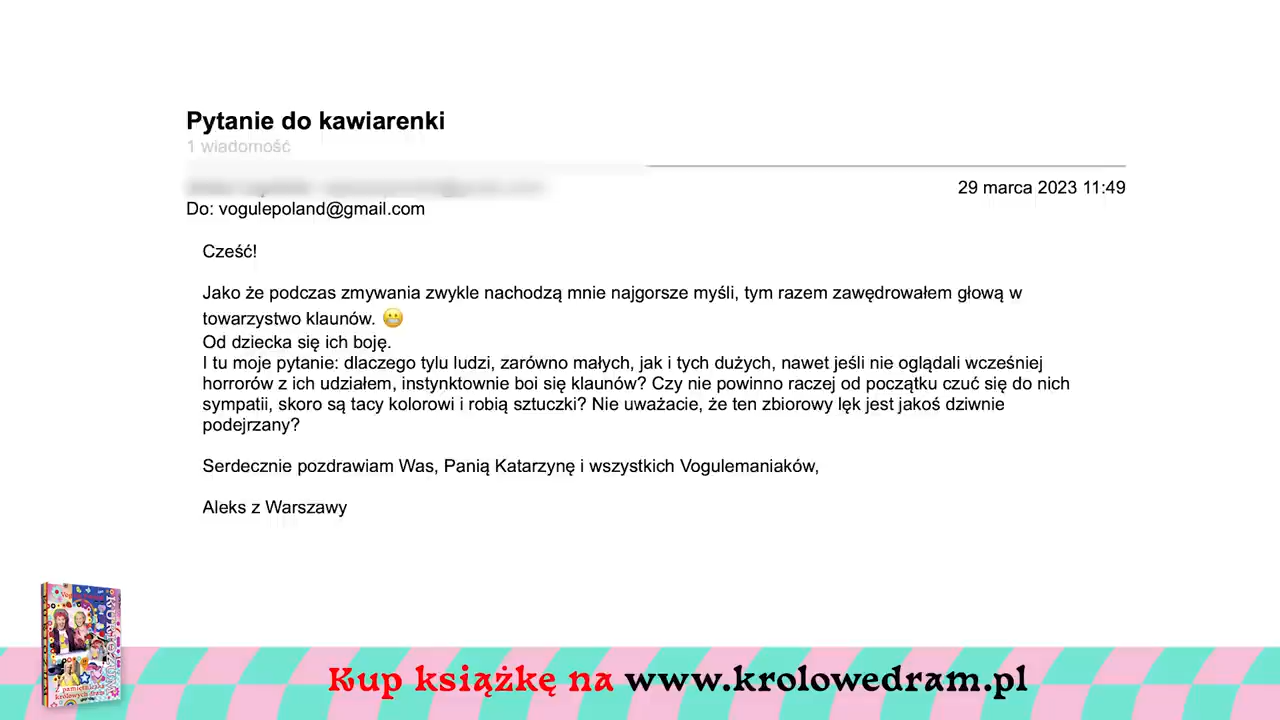 Pytanie do kawiarenki
1 wiadomość
29 marca 2023 11:49
Do: vogulepoland@gmail.com
Cześć!
Jako że podczas zmywania zwykle nachodzą mnie najgorsze myśli, tym razem zawędrowałem głową w
towarzystwo klaunów. 😬
Od dziecka się ich boję.
I tu moje pytanie: dlaczego tylu ludzi, zarówno małych, jak i tych dużych, nawet jeśli nie oglądali wcześniej
horrorów z ich udziałem, instynktownie boi się klaunów? Czy nie powinno raczej od początku czuć się do nich
sympatii, skoro są tacy kolorowi i robią sztuczki? Nie uważacie, że ten zbiorowy lęk jest jakoś dziwnie
podejrzany?
Serdecznie pozdrawiam Was, Panią Katarzynę i wszystkich Vogulemaniaków,
Aleks z Warszawy
Z pamiętnika
królowych dram
Kup książkę na www.krolowedram.pl